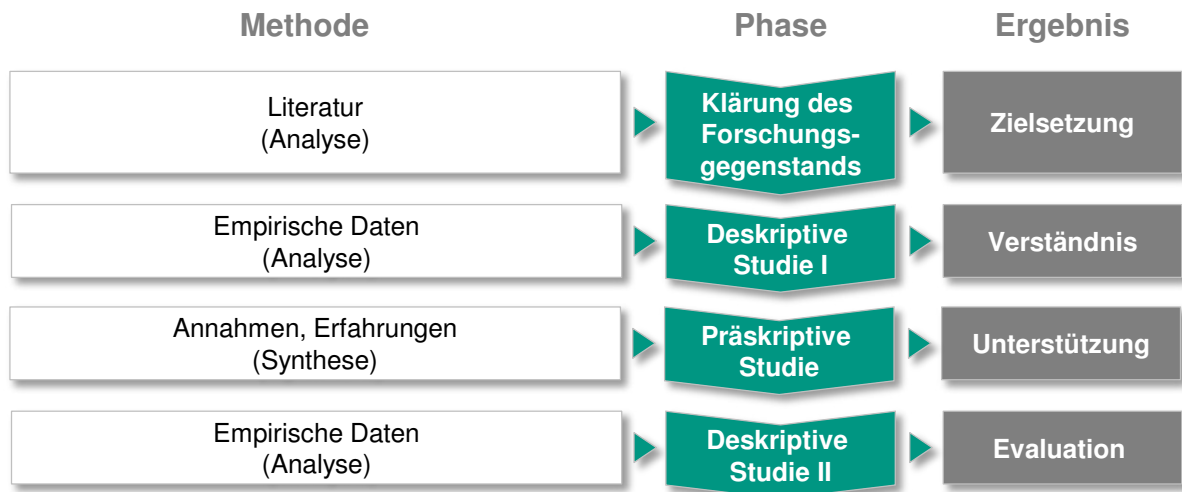 Methode
Phase
Ergebnis
Literatur
(Analyse)
Klärung des
Forschungs-
gegenstands
Zielsetzung
Empirische Daten
(Analyse)
Deskriptive
Studie I
Verständnis
Annahmen, Erfahrungen
(Synthese)
Präskriptive
Studie
Unterstützung
Empirische Daten
(Analyse)
Deskriptive
Studie II
Evaluation